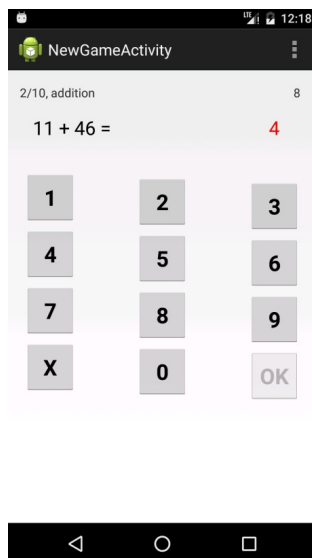 LTE 12:18
NewGameActivity
2/10, addition 8
11 + 46 = 4
1 2 3
4 5 6
7 8 9
X 0 OK